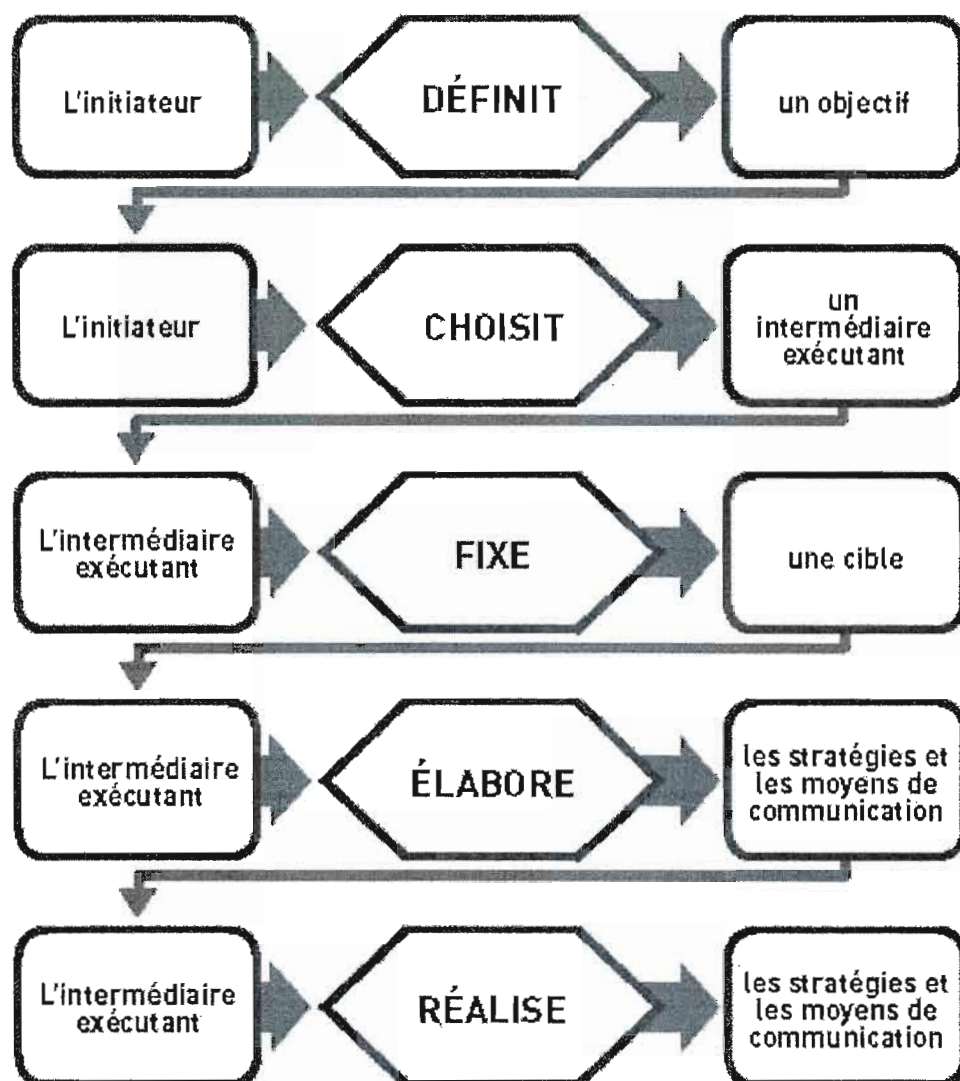 L'initiateur
DÉFINIT
un objectif
L'initiateur
CHOISIT
un
intermédiaire
exécutant
L'intermédiaire
exécutant
FIXE
une cible
L'intermédiaire
exécutant
ÉLABORE
les stratégies et
les moyens de
communication
L'intermédiaire
exécutant
RÉALISE
les stratégies et
les moyens de
communication